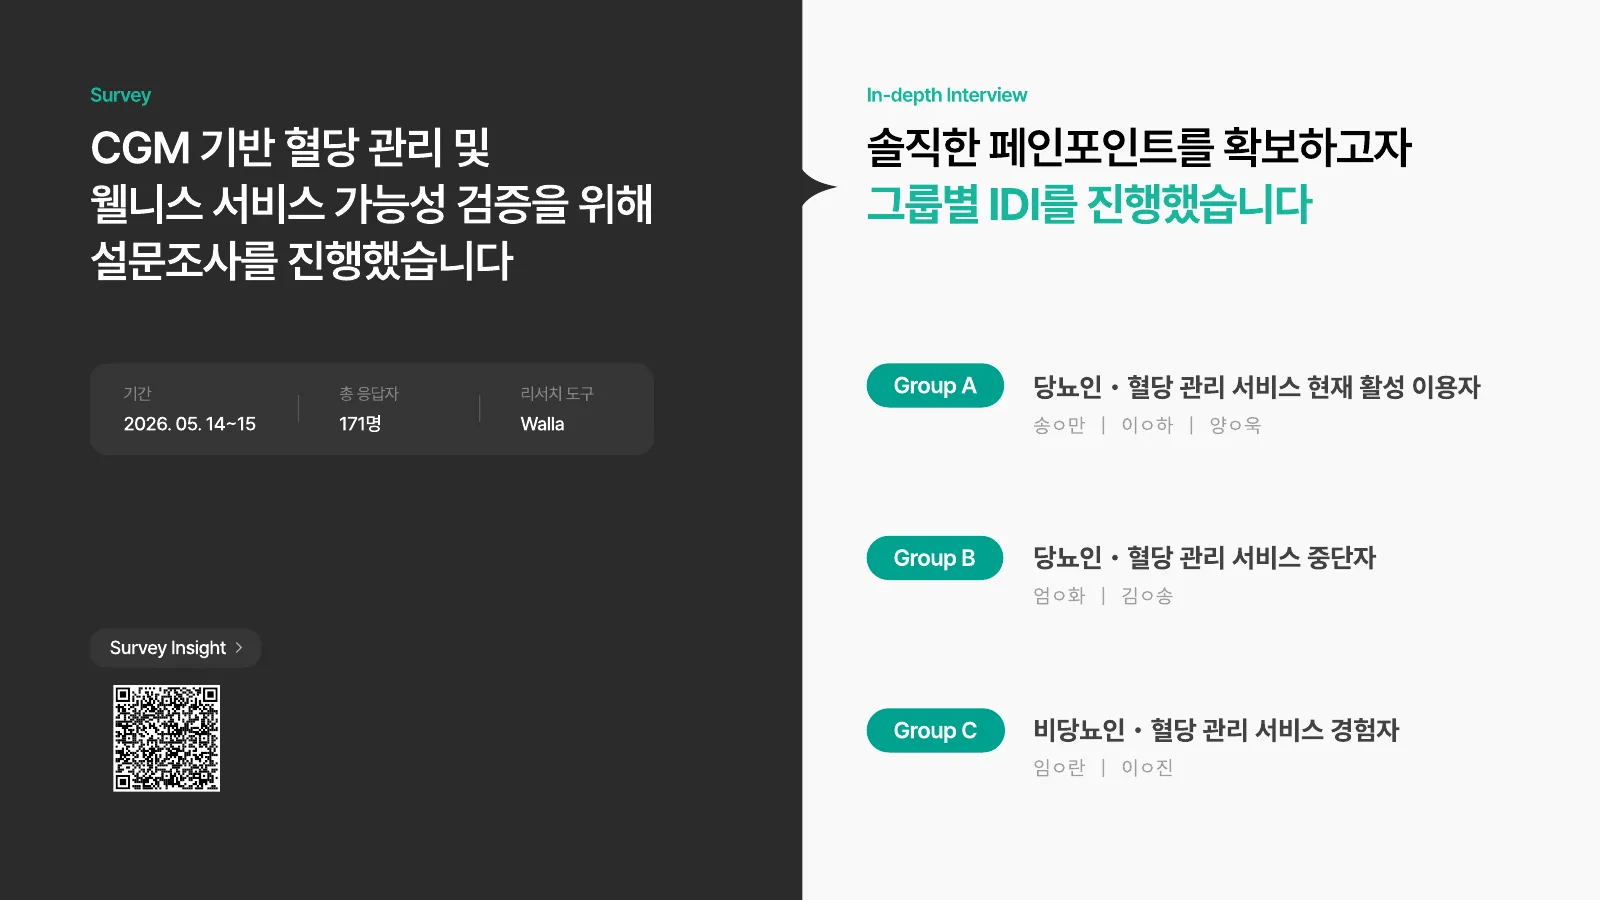 Survey
CGM 기반 혈당 관리 및
웰니스 서비스 가능성 검증을 위해
설문조사를 진행했습니다
기간
2026. 05. 14~15
총 응답자
171명
리서치 도구
Walla
Survey Insight >
In-depth Interview
솔직한 페인포인트를 확보하고자
그룹별 IDI를 진행했습니다
Group A
당뇨인・혈당 관리 서비스 현재 활성 이용자
송ㅇ만 | 이ㅇ하 | 양ㅇ욱
Group B
당뇨인・혈당 관리 서비스 중단자
엄ㅇ화 | 김ㅇ송
Group C
비당뇨인・혈당 관리 서비스 경험자
임ㅇ란 | 이ㅇ진